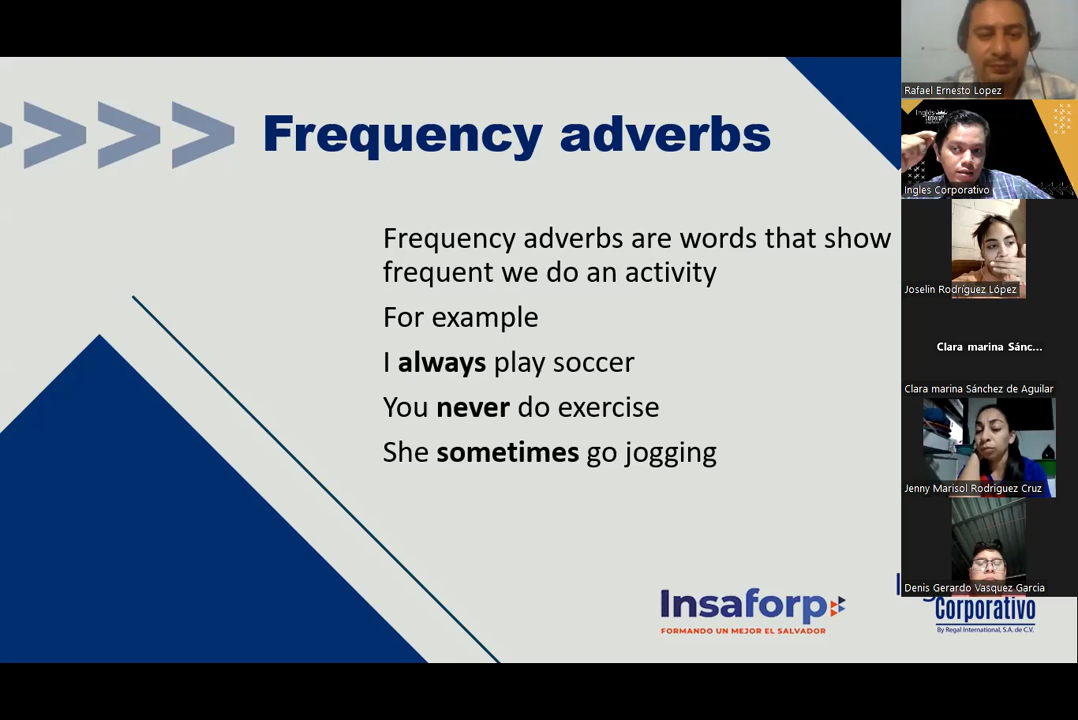 Frequency adverbs
Frequency adverbs are words that show
frequent we do an activity
For example
I always play soccer
You never do exercise
She sometimes go jogging
Insaforp
FORMANDO UN MEJOR EL SALVADOR
Corporativo
By Regal International, S.A. de C.V.
Rafael Ernesto Lopez
Ingles Corporativo
Joselin Rodríguez López
Clara marina Sánc...
Clara marina Sánchez de Aguilar
Jenny Marisol Rodriguez Cruz
Denis Gerardo Vasquez Garcia